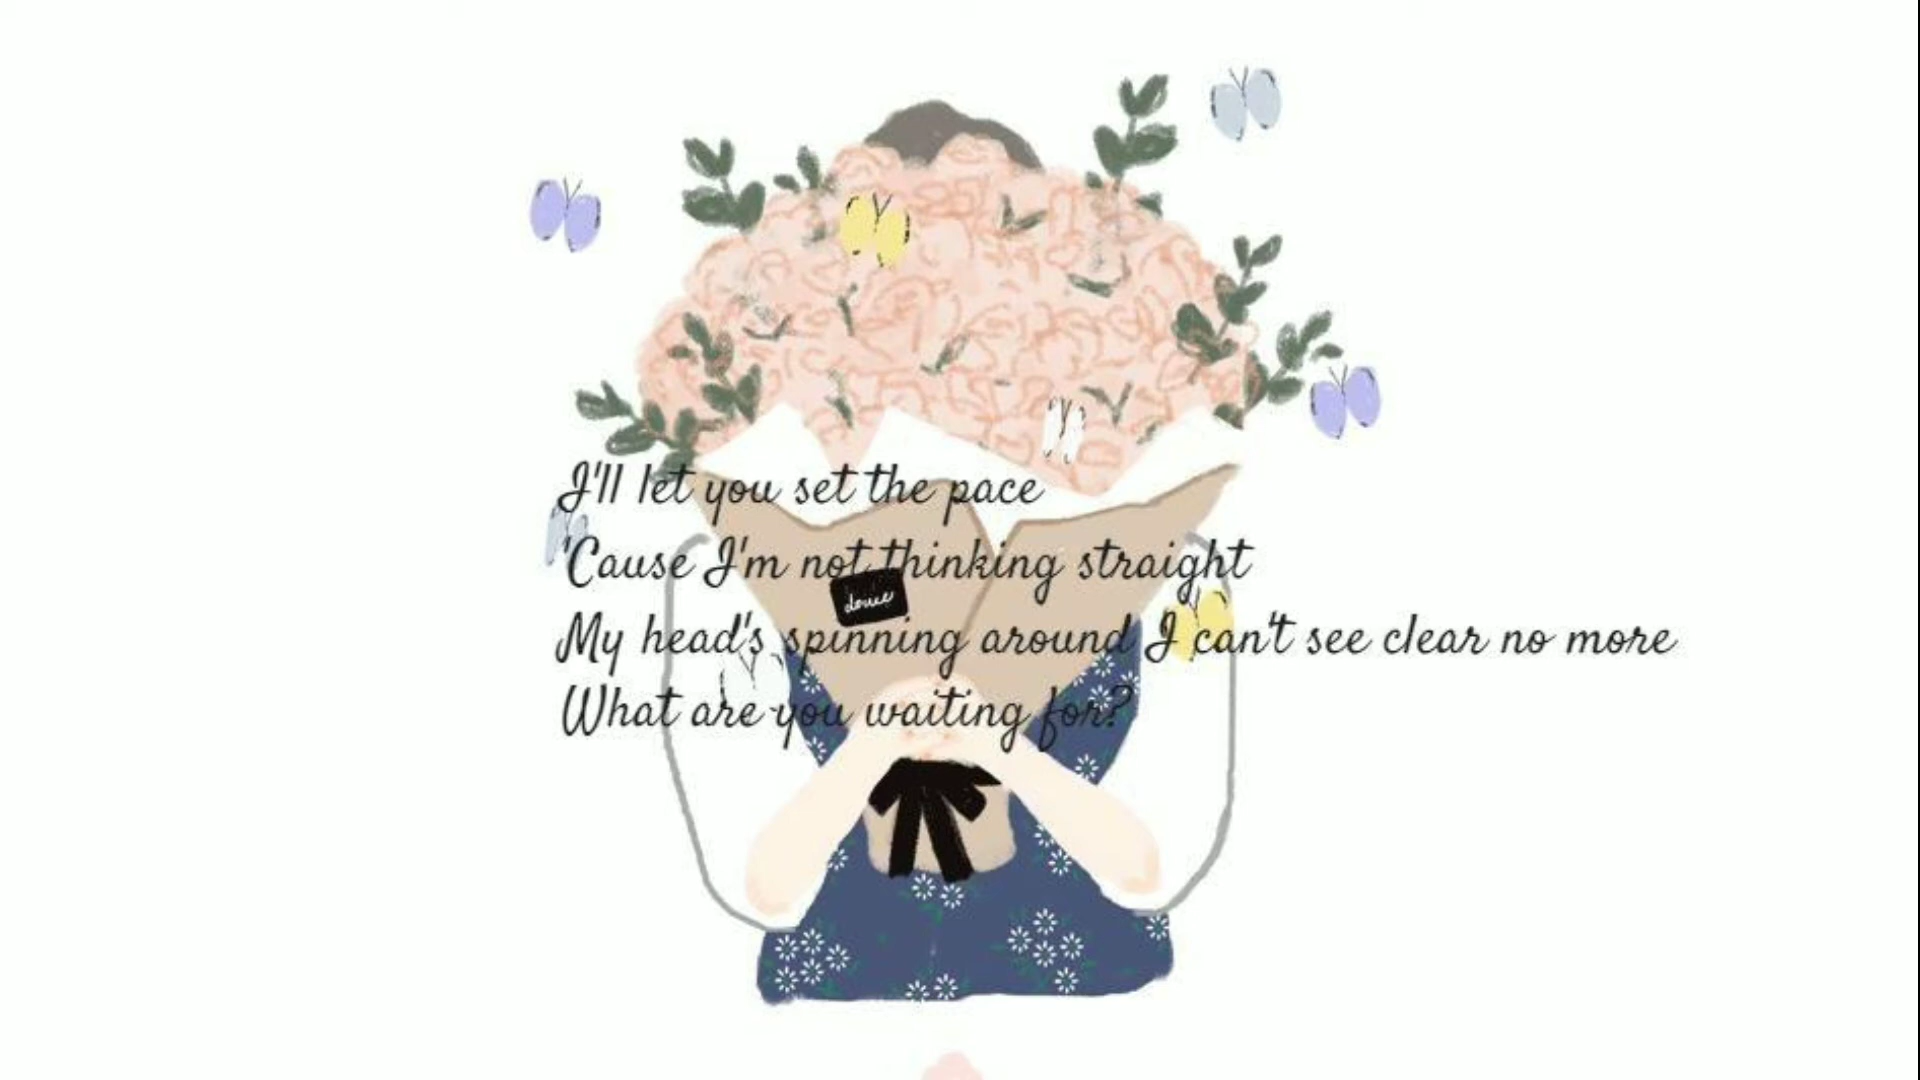 I'll let you set the pace
'Cause I'm not thinking straight
My head's spinning around I can't see clear no more
What are you waiting for?